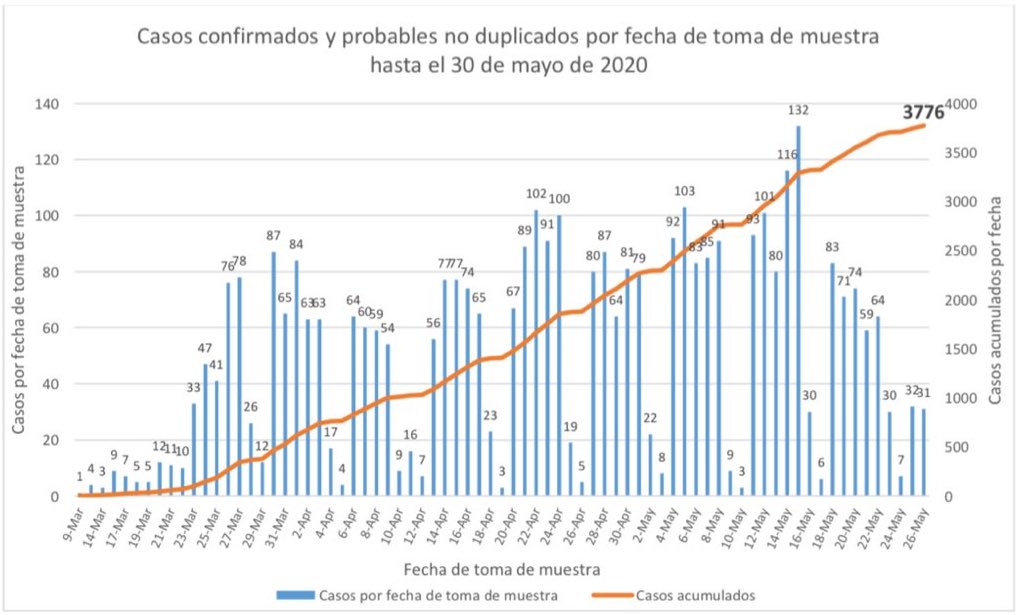 Casos confirmados y probables no duplicados por fecha de toma de muestra
hasta el 30 de mayo de 2020
Casos por fecha de toma de muestra
140
120
100
80
60
40
20
0
4000
3500
3000
2500
2000
1500
1000
500
0
Casos acumulados por fecha
3776
1
4
3
9
7
5
5
12
11
10
33
47
41
76
78
26
12
87
65
84
63
63
17
4
64
60
59
54
9
16
7
56
77
77
74
65
23
3
67
89
102
91
100
19
5
80
87
64
81
79
22
8
92
103
83
85
91
9
3
93
101
80
116
132
30
6
83
71
74
59
64
30
7
32
31
9-Mar
14-Mar
17-Mar
19-Mar
21-Mar
23-Mar
25-Mar
27-Mar
29-Mar
31-Mar
2-Apr
4-Apr
6-Apr
8-Apr
10-Apr
12-Apr
14-Apr
16-Apr
18-Apr
20-Apr
22-Apr
24-Apr
26-Apr
28-Apr
30-Apr
2-May
4-May
6-May
8-May
10-May
12-May
14-May
16-May
18-May
20-May
22-May
24-May
26-May
Fecha de toma de muestra
Casos por fecha de toma de muestra
Casos acumulados